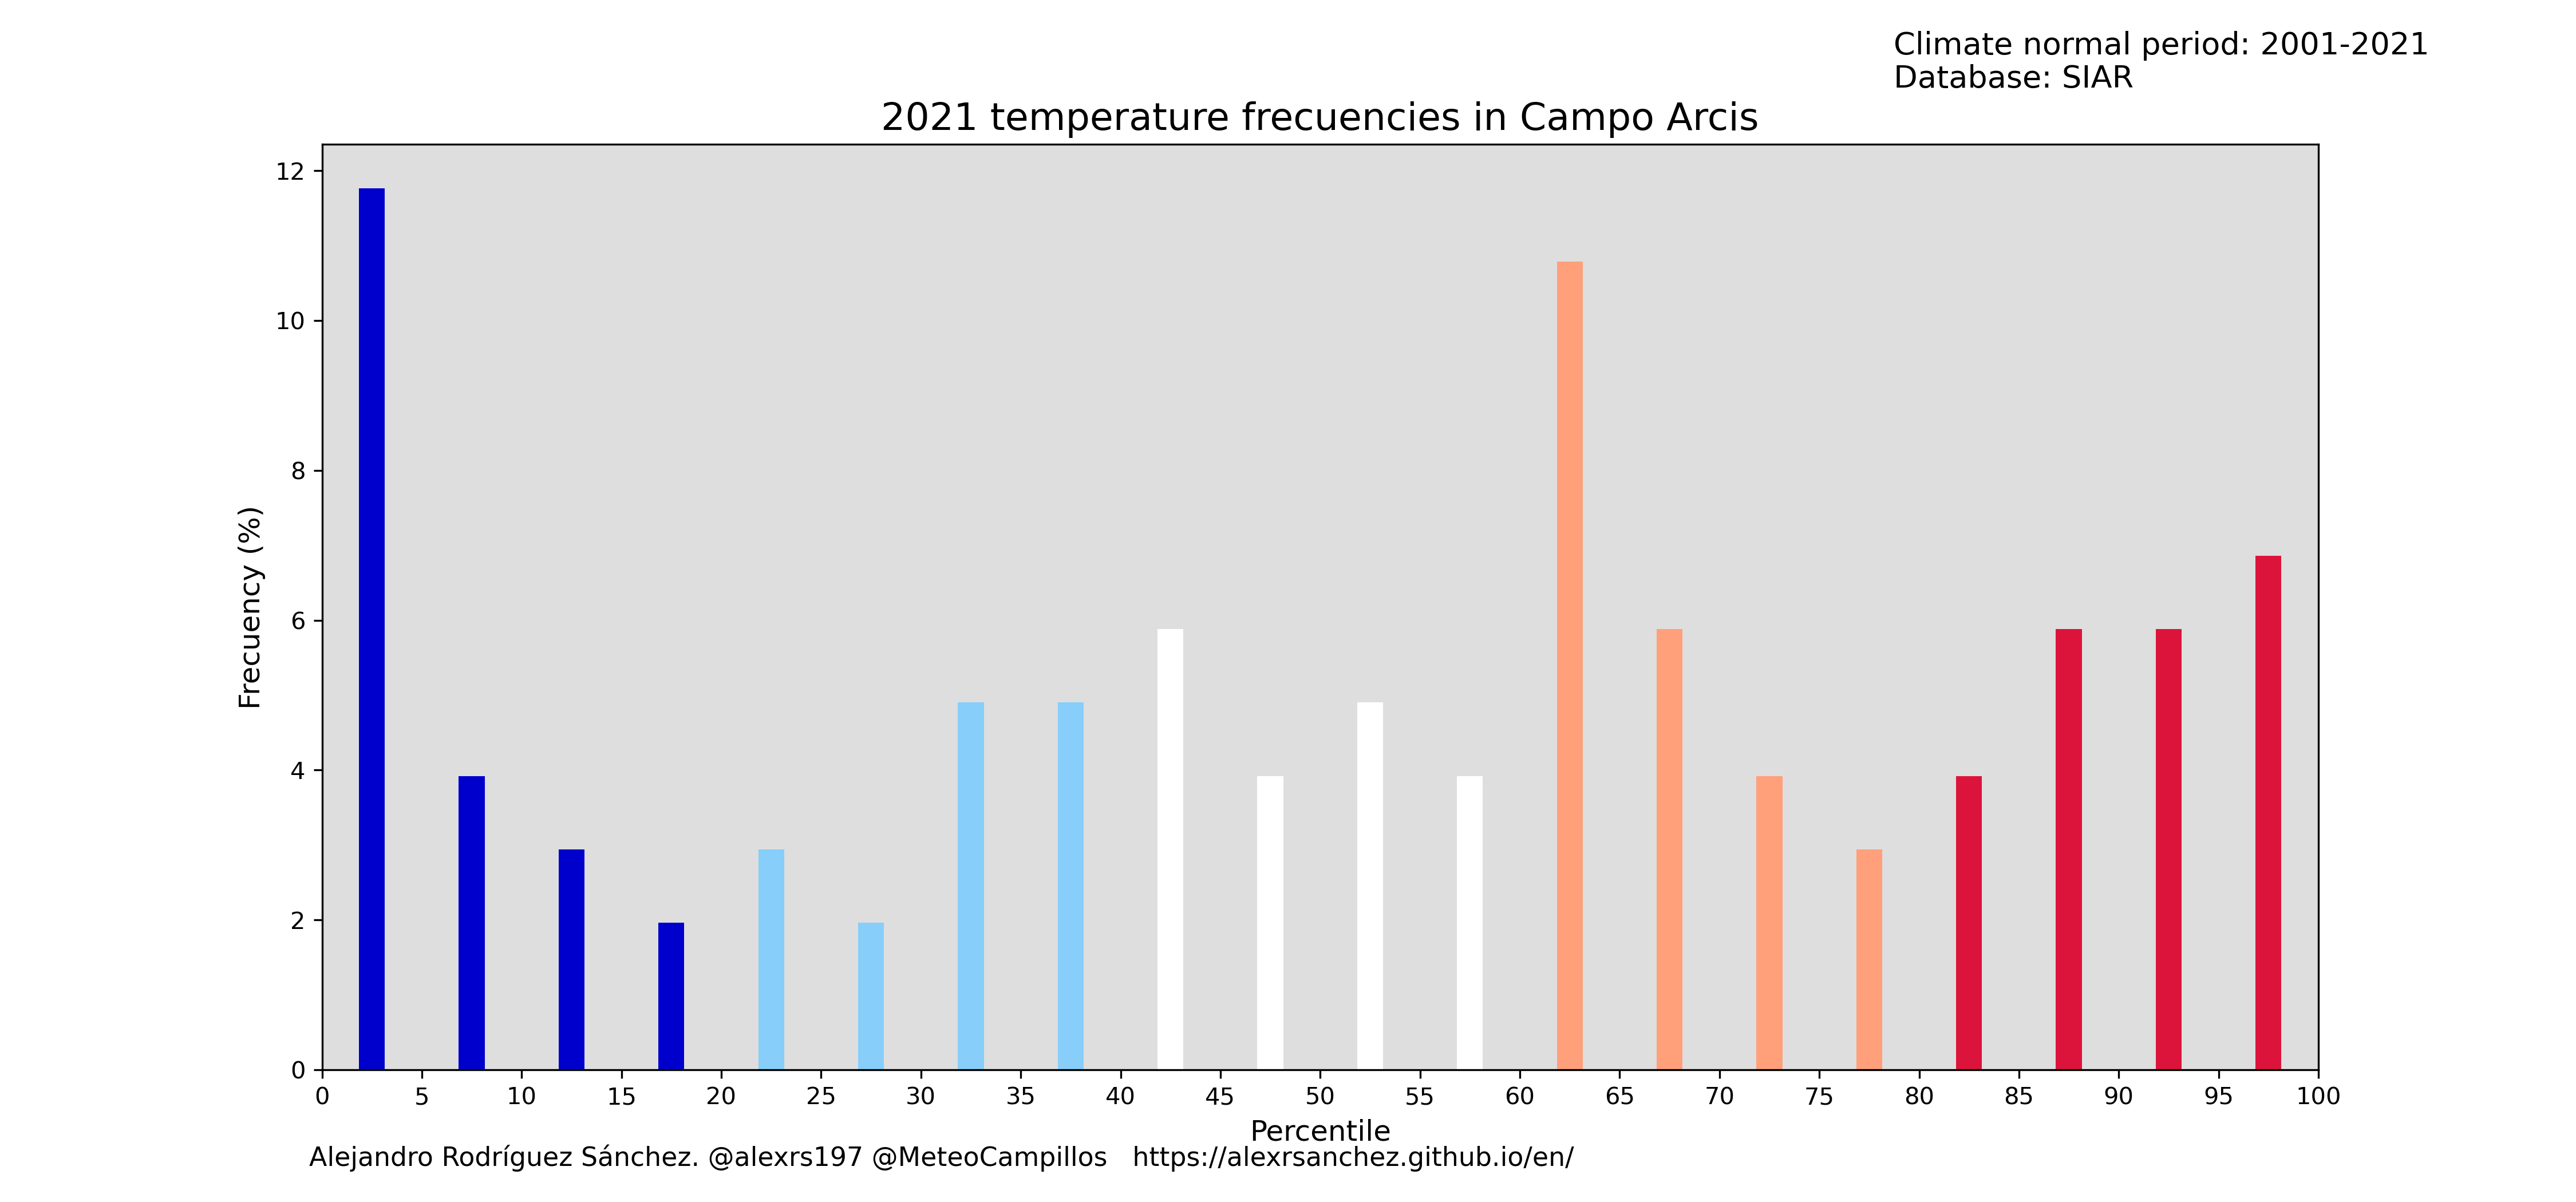 Climate normal period: 2001-2021
Database: SIAR
2021 temperature frecuencies in Campo Arcis
12
10
8
6
4
2
0
Frecuency (%)
0 5 10 15 20 25 30 35 40 45 50 55 60 65 70 75 80 85 90 95 100
Percentile
Alejandro Rodríguez Sánchez. @alexrs197 @MeteoCampillos https://alexrsanchez.github.io/en/